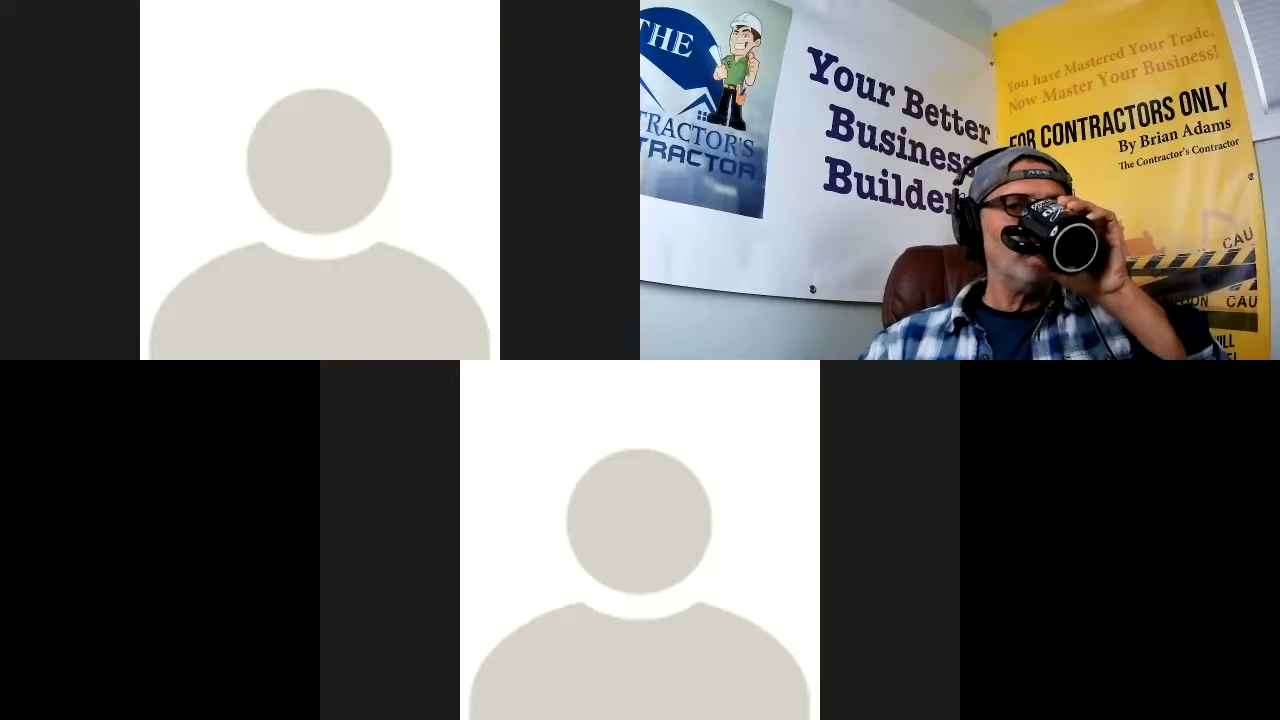 THE
TRACTOR'S
TRACTOR
Your Better
Business
Builder
You have Mastered Your Trade,
Now Master Your Business!
FOR CONTRACTORS ONLY
By Brian Adams
The Contractor's Contractor
CAU
CAU